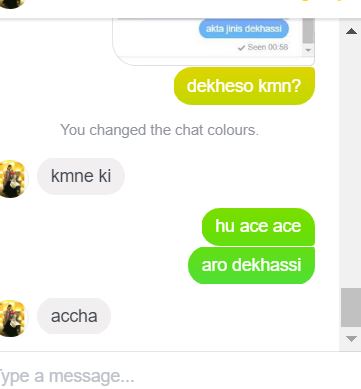 akta jinis dekhassi
Seen 00:56
dekheso kmn?
You changed the chat colours.
kmne ki
hu ace ace
aro dekhassi
accha
Type a message...